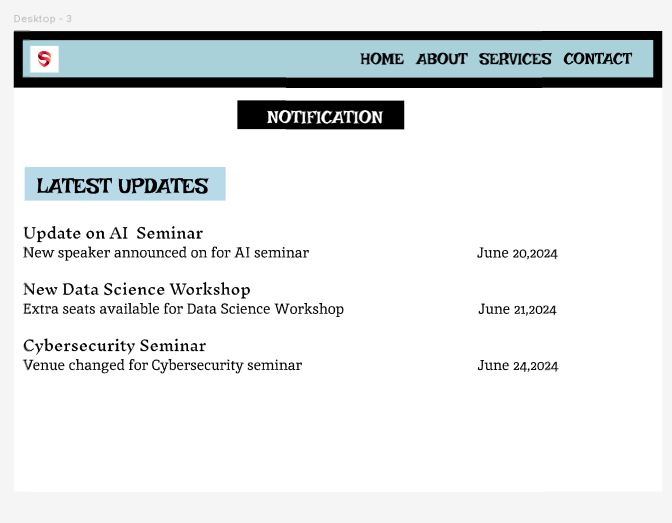 Desktop - 3
S
HOME ABOUT SERVICES CONTACT
NOTIFICATION
LATEST UPDATES
Update on AI Seminar
New speaker announced on for AI seminar June 20,2024
New Data Science Workshop
Extra seats available for Data Science Workshop June 21,2024
Cybersecurity Seminar
Venue changed for Cybersecurity seminar June 24,2024